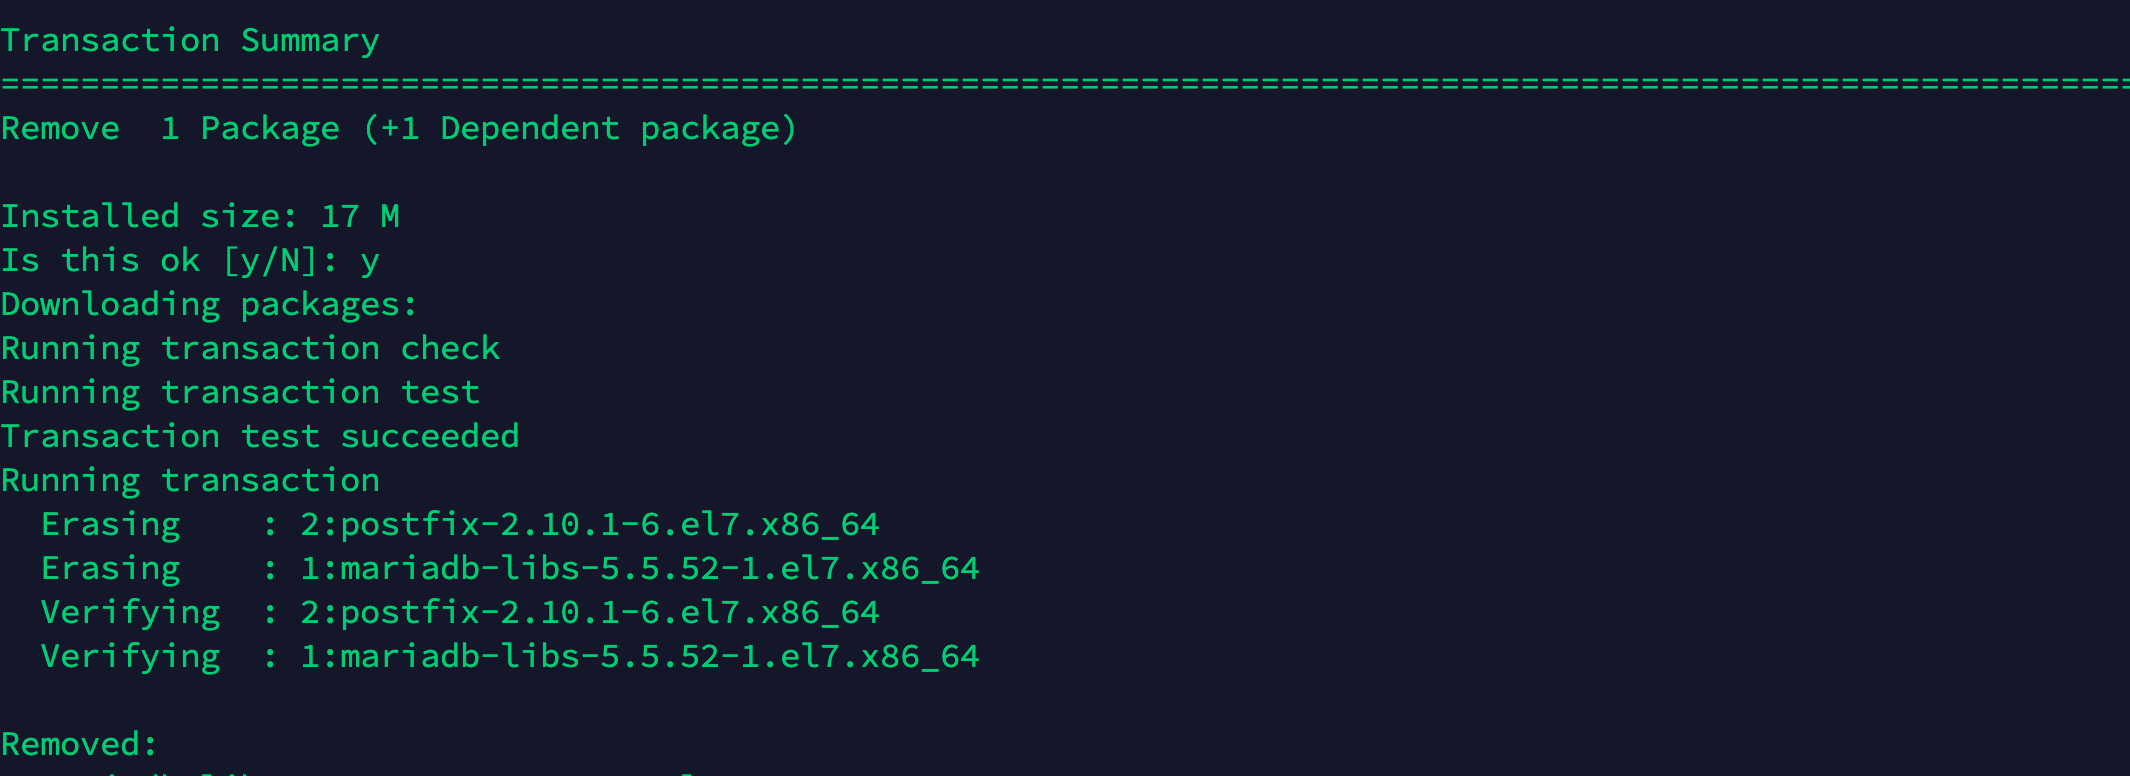 Transaction Summary
===========================================================================================================
Remove  1 Package (+1 Dependent package)

Installed size: 17 M
Is this ok [y/N]: y
Downloading packages:
Running transaction check
Running transaction test
Transaction test succeeded
Running transaction
  Erasing    : 2:postfix-2.10.1-6.el7.x86_64
  Erasing    : 1:mariadb-libs-5.5.52-1.el7.x86_64
  Verifying  : 2:postfix-2.10.1-6.el7.x86_64
  Verifying  : 1:mariadb-libs-5.5.52-1.el7.x86_64

Removed: